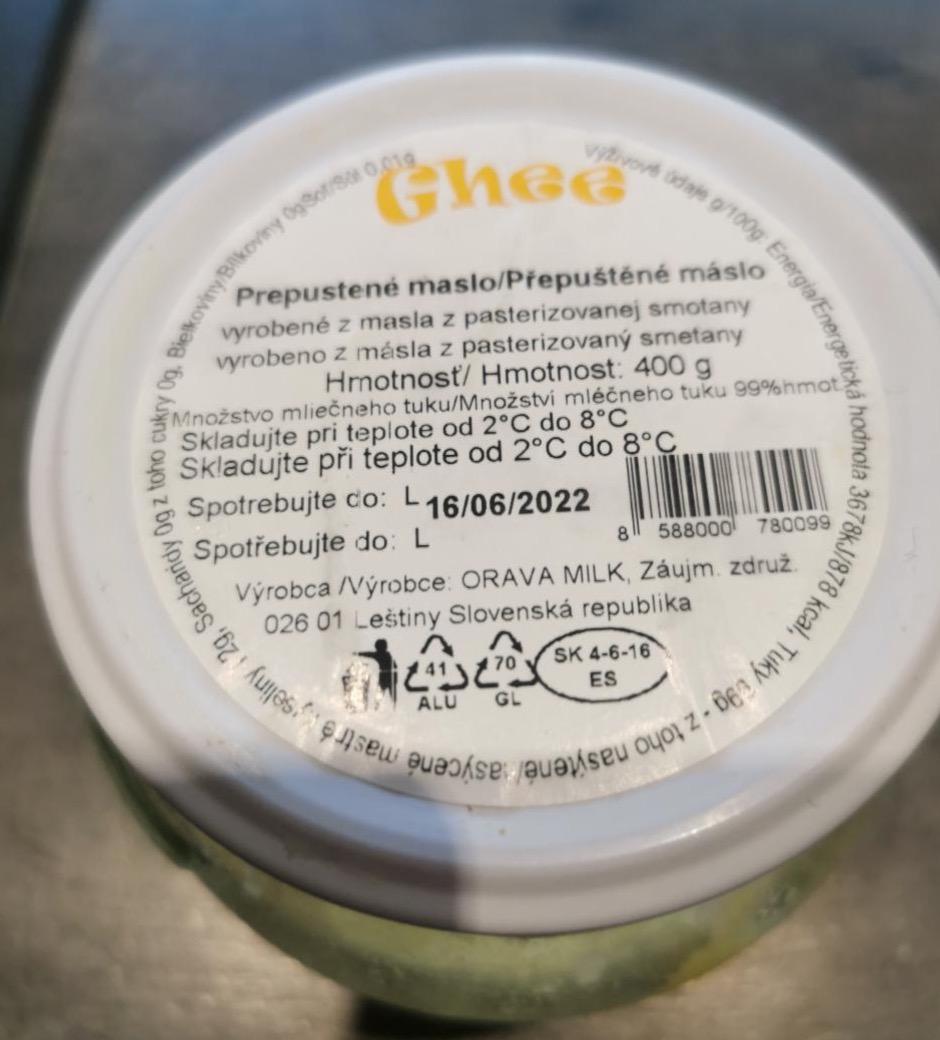 Ghee
Prepustené maslo/Přepuštěné máslo
vyrobené z masla z pasterizovanej smotany
vyrobeno z másla z pasterizovaný smetany
Hmotnosť/ Hmotnost: 400 g
Množstvo mliečneho tuku/Množství mléčneho tuku 99%hmot.
Skladujte pri teplote od 2°C do 8°C
Skladujte při teplote od 2°C do 8°C
Spotrebujte do: L 16/06/2022
Spotřebujte do: L
8 588000 780099
Výrobca /Výrobce: ORAVA MILK, Záujm. združ.
026 01 Leštiny Slovenská republika
41
ALU
70
GL
SK 4-6-16
ES
Výživové údaje g/100g: Energia/Energetická hodnota 3678kJ/878 kcal, Tuky - z toho nasýtené/nasycené mastné 72g, Sacharidy 0g z toho cukry 0g, Bielkoviny/Bílkoviny 0g Soľ/Sůl 0,01g